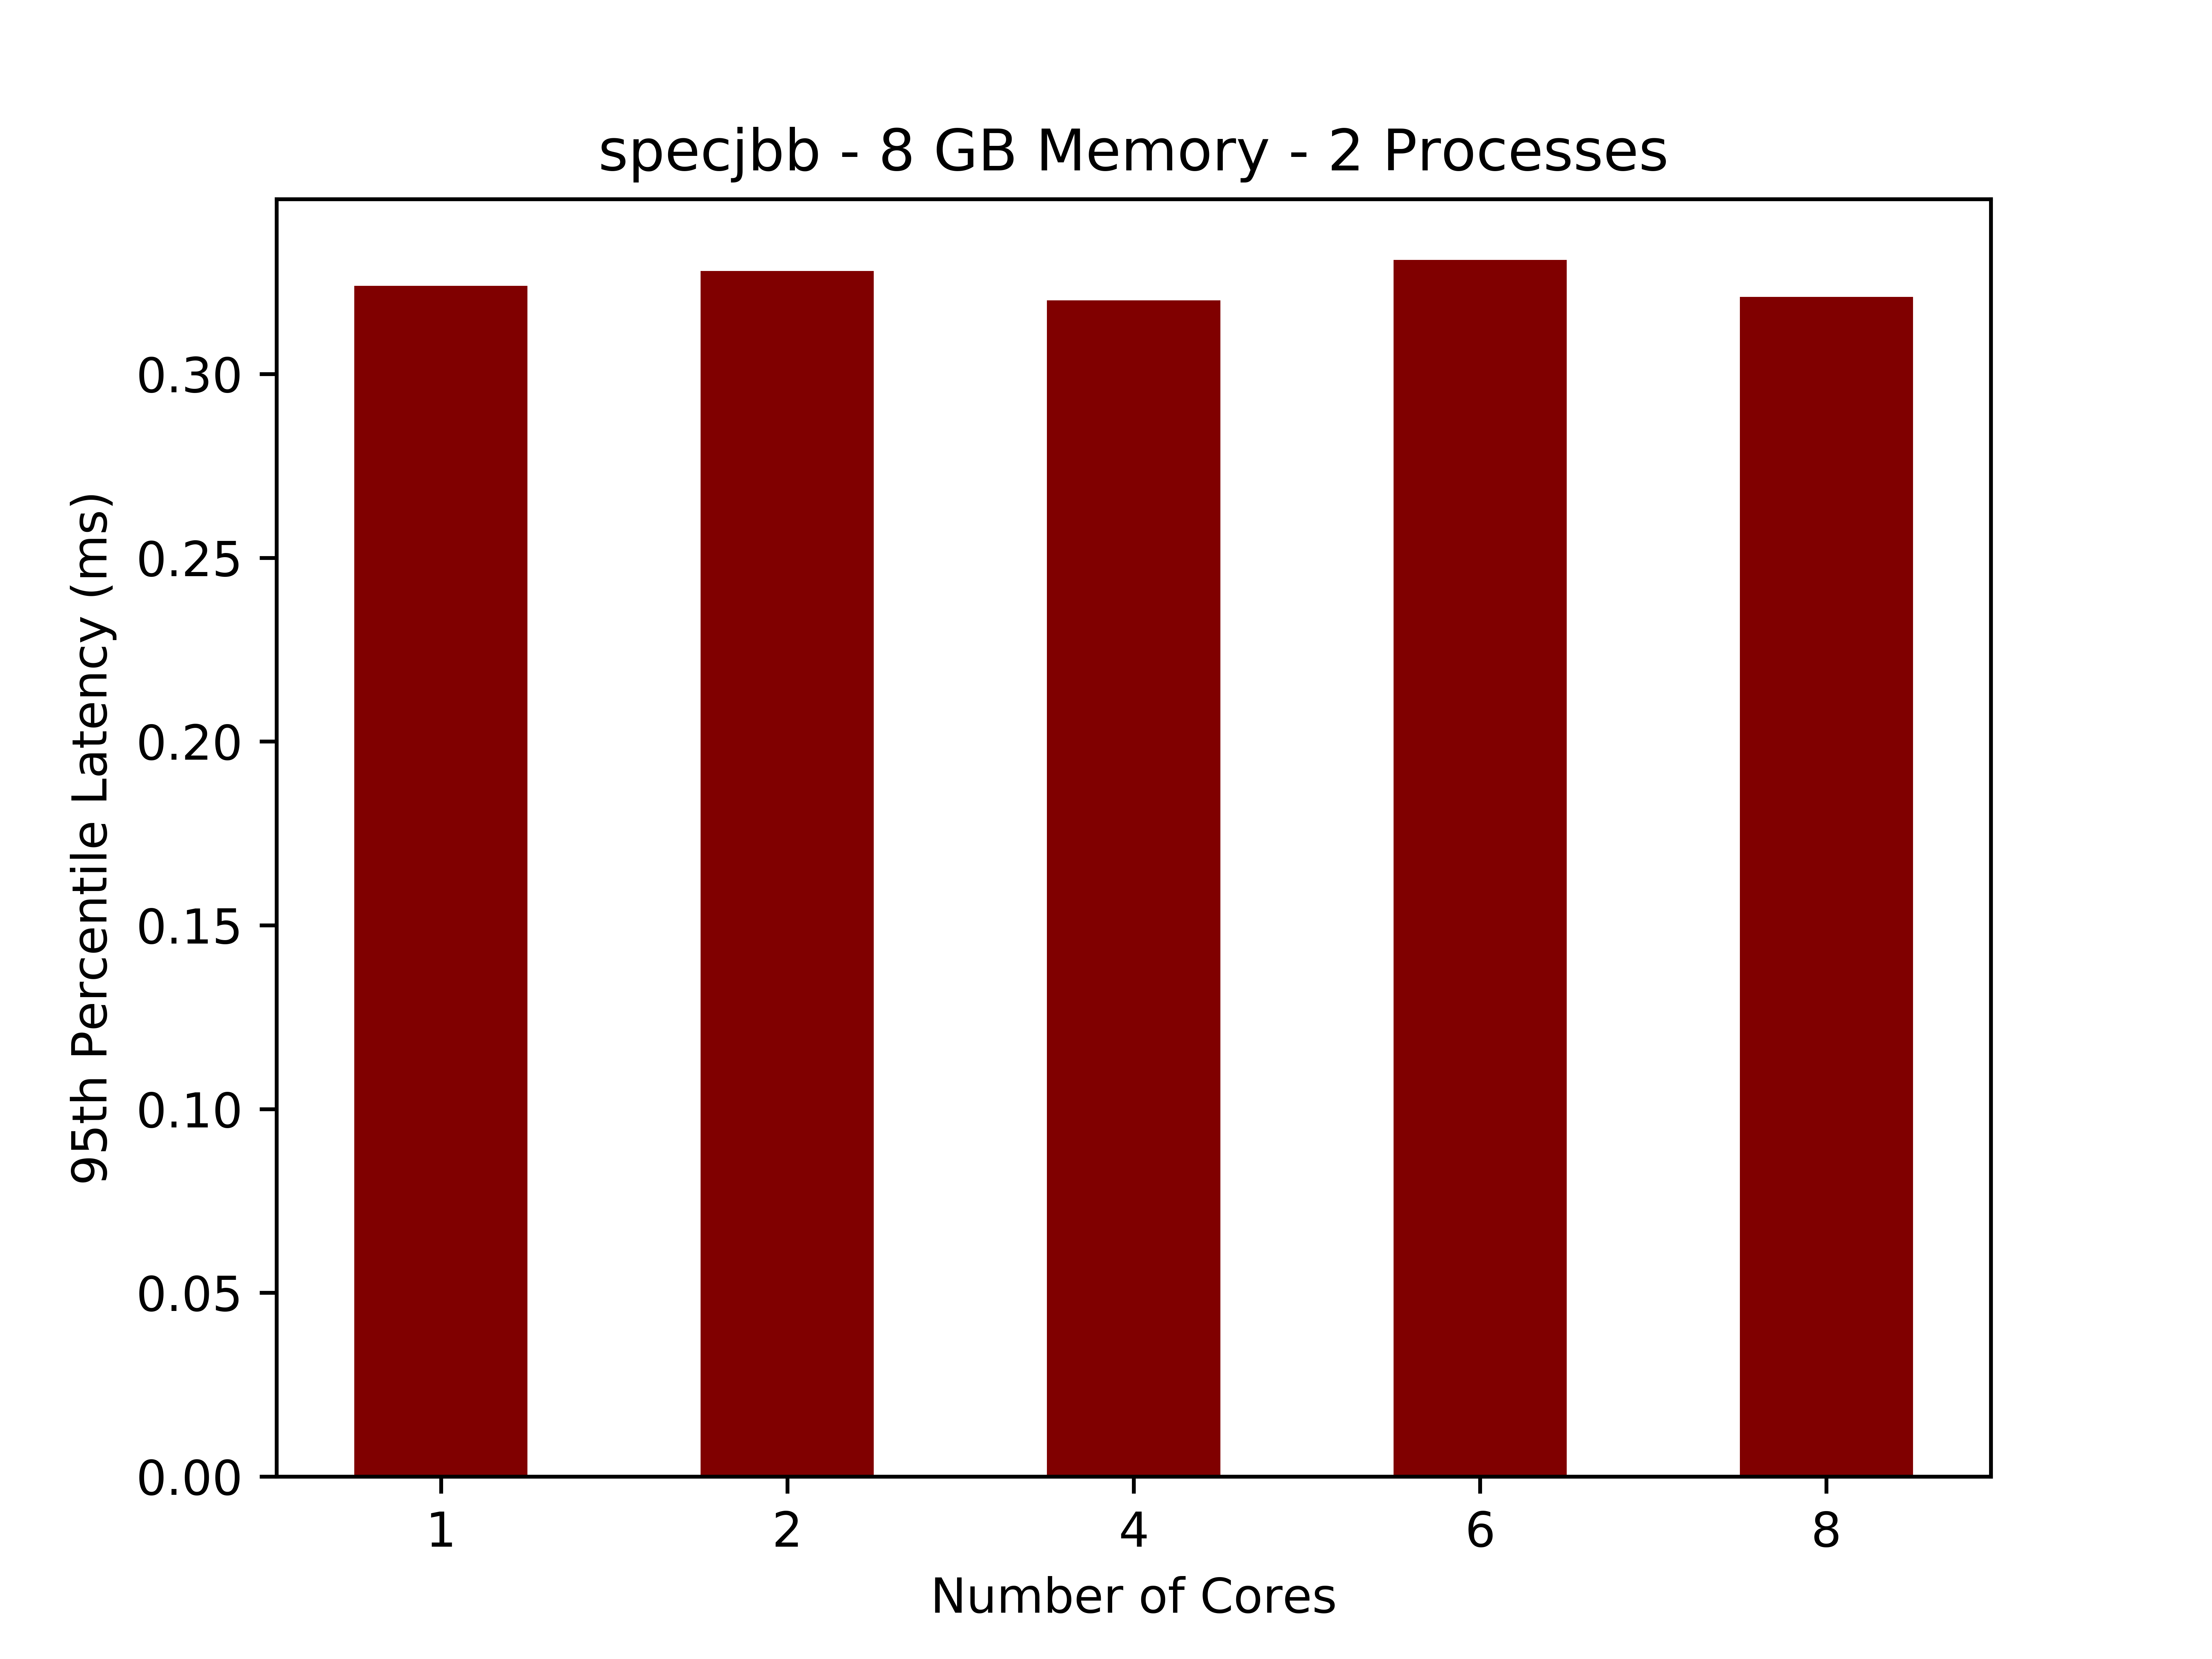 specjbb - 8 GB Memory - 2 Processes
95th Percentile Latency (ms)
0.30
0.25
0.20
0.15
0.10
0.05
0.00
1 2 4 6 8
Number of Cores